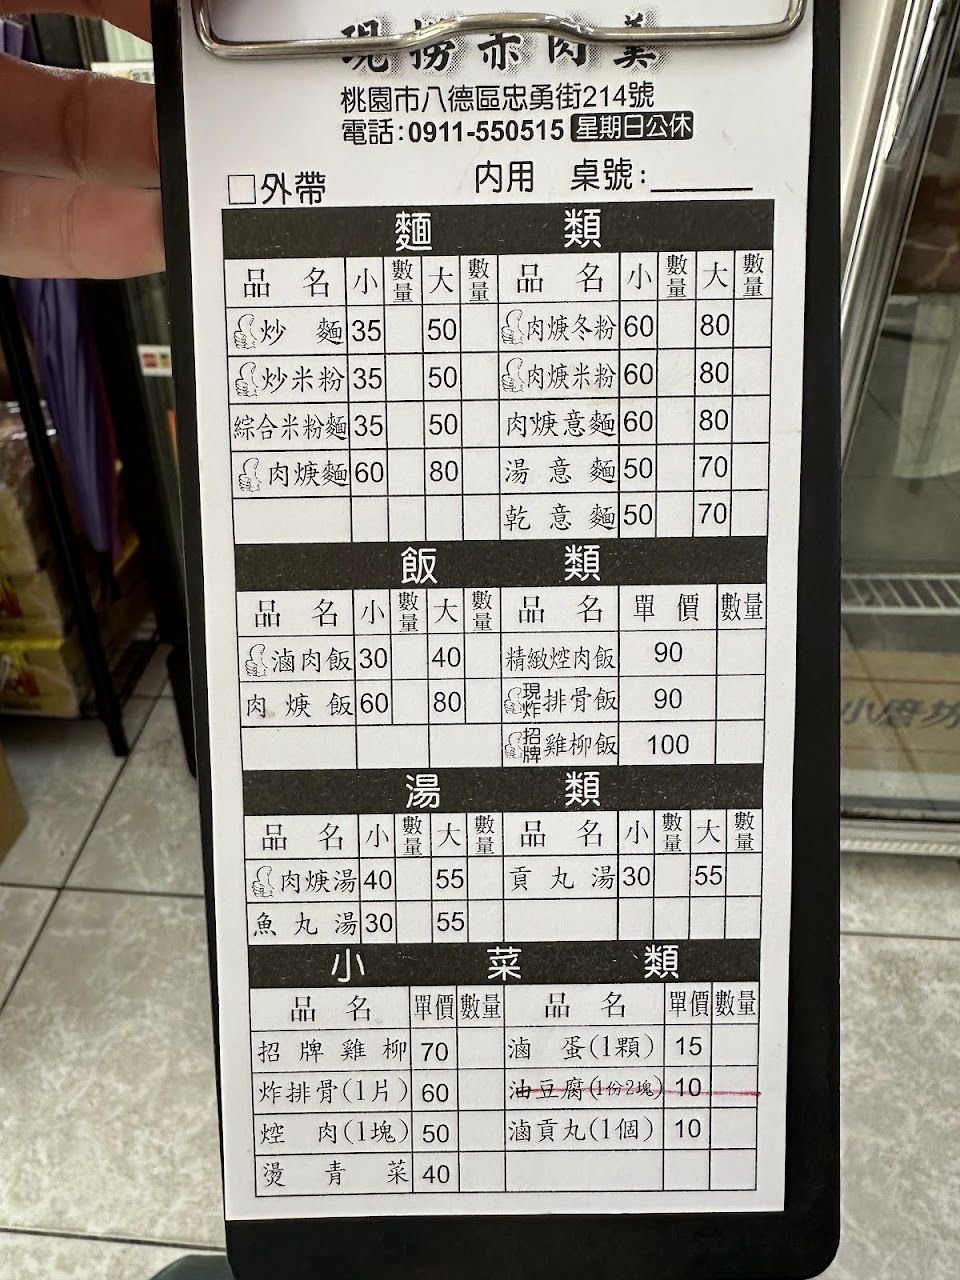 現撈赤肉羹
桃園市八德區忠勇街214號
電話:0911-550515 星期日公休
□外帶 內用 桌號:______
麵類
品名 小 數量 大 數量 品名 小 數量 大 數量
炒麵 35 50 肉焿冬粉 60 80
炒米粉 35 50 肉焿米粉 60 80
綜合米粉麵 35 50 肉焿意麵 60 80
肉焿麵 60 80 湯意麵 50 70
乾意麵 50 70
飯類
品名 小 數量 大 數量 品名 單價 數量
滷肉飯 30 40 精緻焢肉飯 90
肉焿飯 60 80 現炸排骨飯 90
招牌雞柳飯 100
湯類
品名 小 數量 大 數量 品名 小 數量 大 數量
肉焿湯 40 55 貢丸湯 30 55
魚丸湯 30 55
小菜類
品名 單價 數量 品名 單價 數量
招牌雞柳 70 滷蛋(1顆) 15
炸排骨(1片) 60 油豆腐(1份2塊) 10
焢肉(1塊) 50 滷貢丸(1個) 10
燙青菜 40